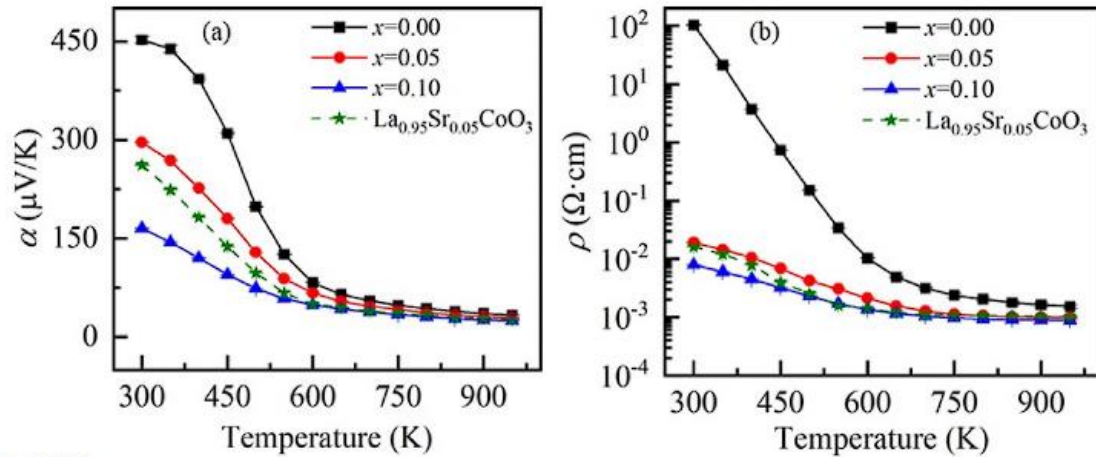 (a)
x=0.00
x=0.05
x=0.10
La0.95Sr0.05CoO3
450
300
150
0
α (μV/K)
300 450 600 750 900
Temperature (K)
(b)
x=0.00
x=0.05
x=0.10
La0.95Sr0.05CoO3
10^2
10^1
10^0
10^-1
10^-2
10^-3
10^-4
ρ (Ω·cm)
300 450 600 750 900
Temperature (K)